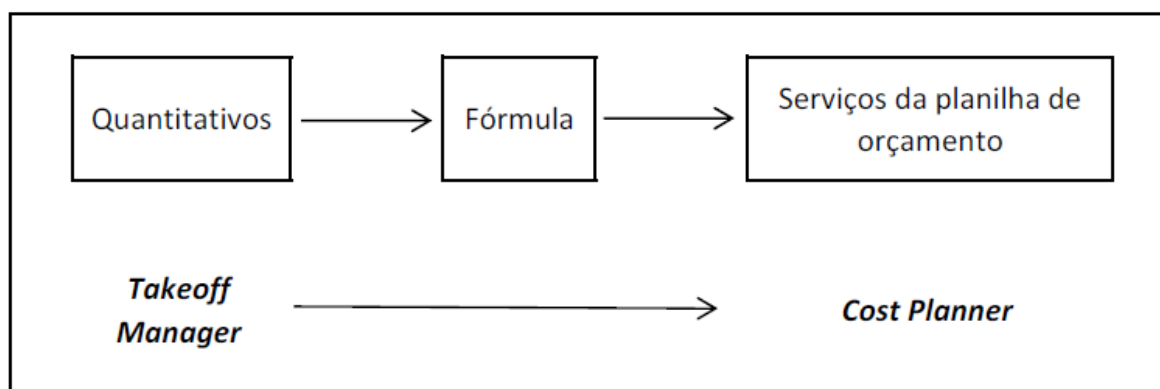 Quantitativos
Fórmula
Serviços da planilha de
orçamento
Takeoff
Manager
Cost Planner